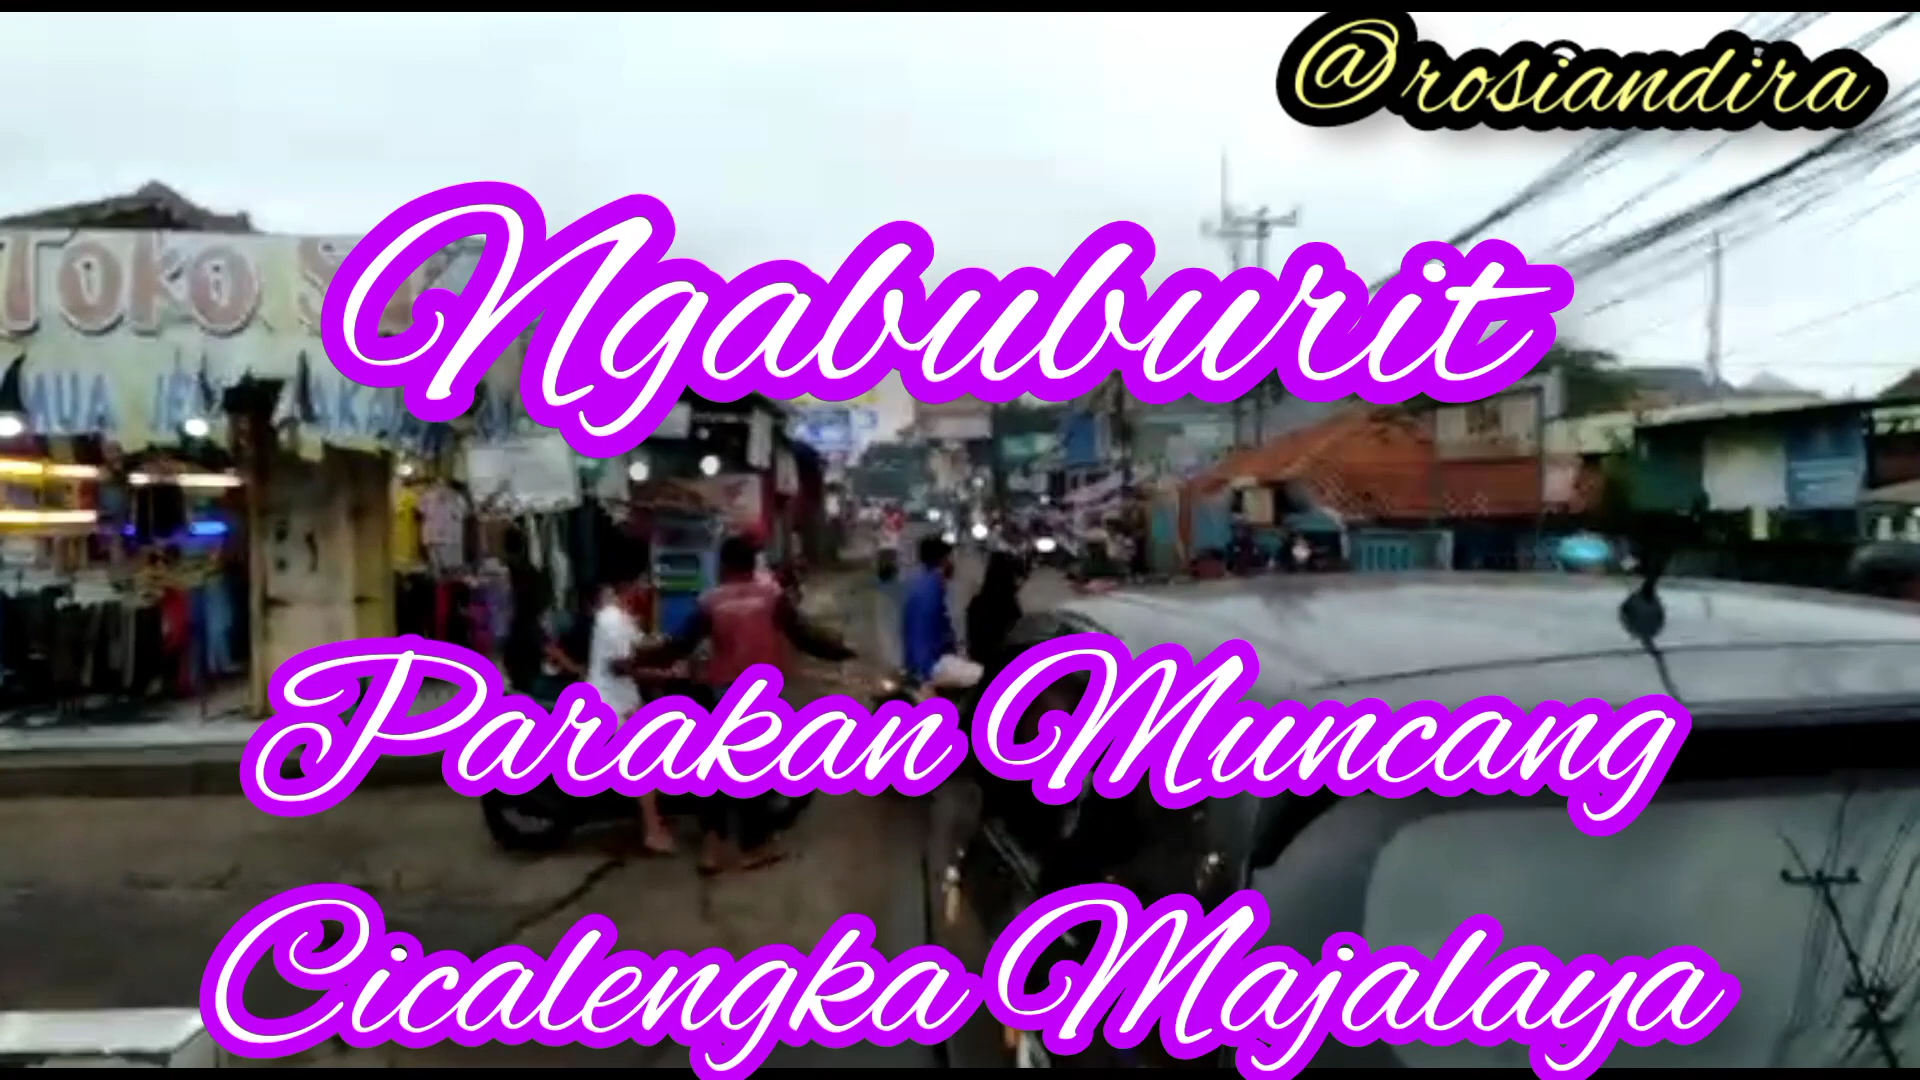 @rosiandira
Ngabuburit
Toko
Parakan Muncang
Cicalengka Majalaya